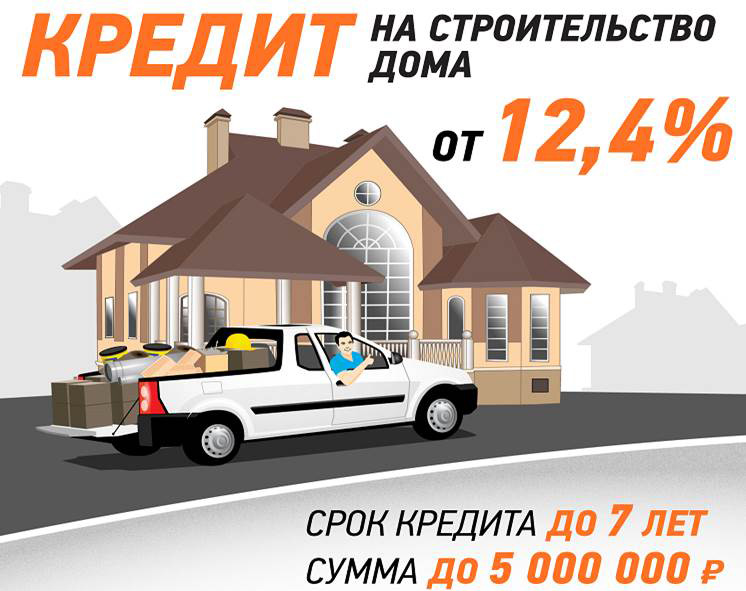 КРЕДИТ НА СТРОИТЕЛЬСТВО
ДОМА
ОТ 12,4%
СРОК КРЕДИТА ДО 7 ЛЕТ
СУММА ДО 5 000 000 ₽